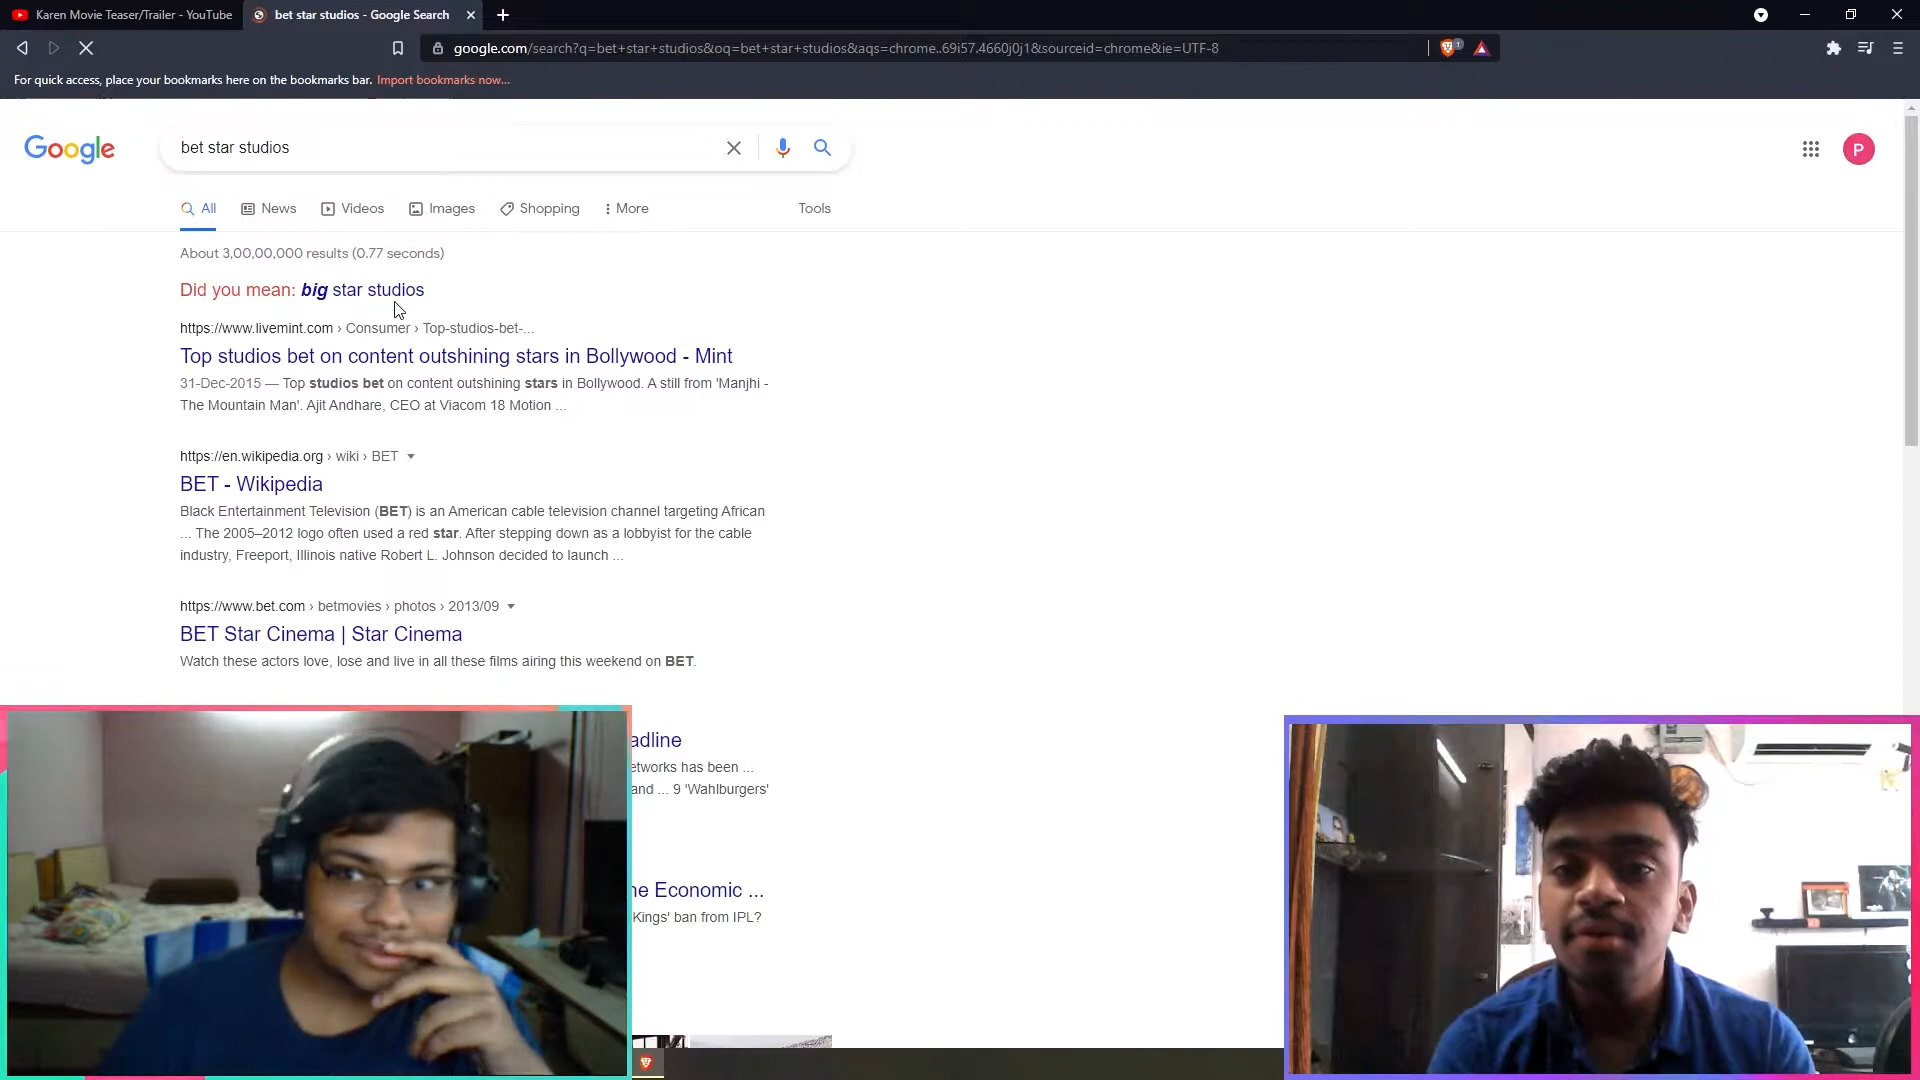 Karen Movie Teaser/Trailer - YouTube
bet star studios - Google Search
google.com/search?q=bet+star+studios&oq=bet+star+studios&aqs=chrome..69i57.4660j0j1&sourceid=chrome&ie=UTF-8
1
For quick access, place your bookmarks here on the bookmarks bar. Import bookmarks now...
Google
bet star studios
P
All
News
Videos
Images
Shopping
More
Tools
About 3,00,00,000 results (0.77 seconds)
Did you mean: big star studios
https://www.livemint.com › Consumer › Top-studios-bet-...
Top studios bet on content outshining stars in Bollywood - Mint
31-Dec-2015 — Top studios bet on content outshining stars in Bollywood. A still from 'Manjhi -
The Mountain Man'. Ajit Andhare, CEO at Viacom 18 Motion ...
https://en.wikipedia.org › wiki › BET
BET - Wikipedia
Black Entertainment Television (BET) is an American cable television channel targeting African
... The 2005–2012 logo often used a red star. After stepping down as a lobbyist for the cable
industry, Freeport, Illinois native Robert L. Johnson decided to launch ...
https://www.bet.com › betmovies › photos › 2013/09
BET Star Cinema | Star Cinema
Watch these actors love, lose and live in all these films airing this weekend on BET.
adline
etworks has been ...
and ... 9 'Wahlburgers'
he Economic ...
Kings' ban from IPL?